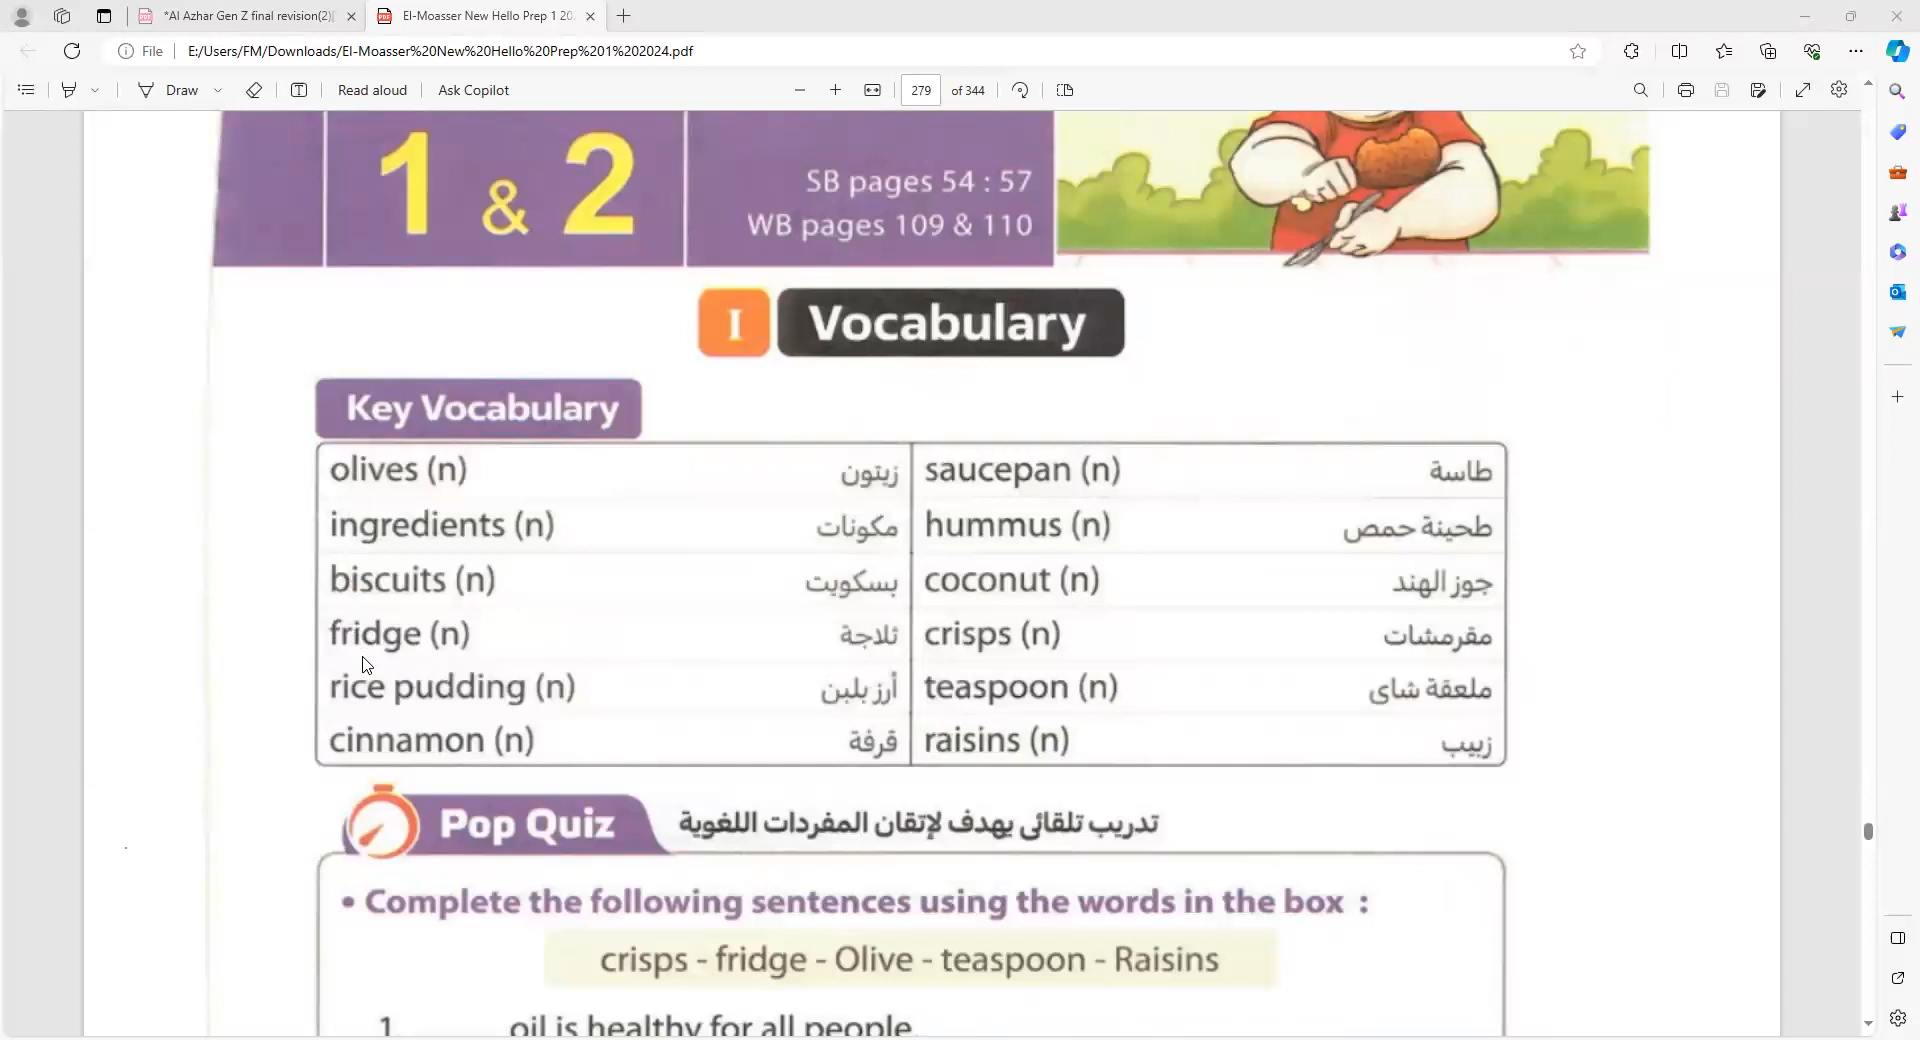 *Al Azhar Gen Z final revision(2)
El-Moasser New Hello Prep 1 20
File
E:/Users/FM/Downloads/El-Moasser%20New%20Hello%20Prep%201%202024.pdf
Draw
Read aloud
Ask Copilot
279 of 344
1 & 2
SB pages 54 : 57
WB pages 109 & 110
I Vocabulary
Key Vocabulary
olives (n) زيتون saucepan (n) طاسة
ingredients (n) مكونات hummus (n) طحينة حمص
biscuits (n) بسكويت coconut (n) جوز الهند
fridge (n) ثلاجة crisps (n) مقرمشات
rice pudding (n) أرز بلبن teaspoon (n) ملعقة شاى
cinnamon (n) قرفة raisins (n) زبيب
Pop Quiz تدريب تلقائى يهدف لإتقان المفردات اللغوية
• Complete the following sentences using the words in the box :
crisps - fridge - Olive - teaspoon - Raisins
1. oil is healthy for all people.